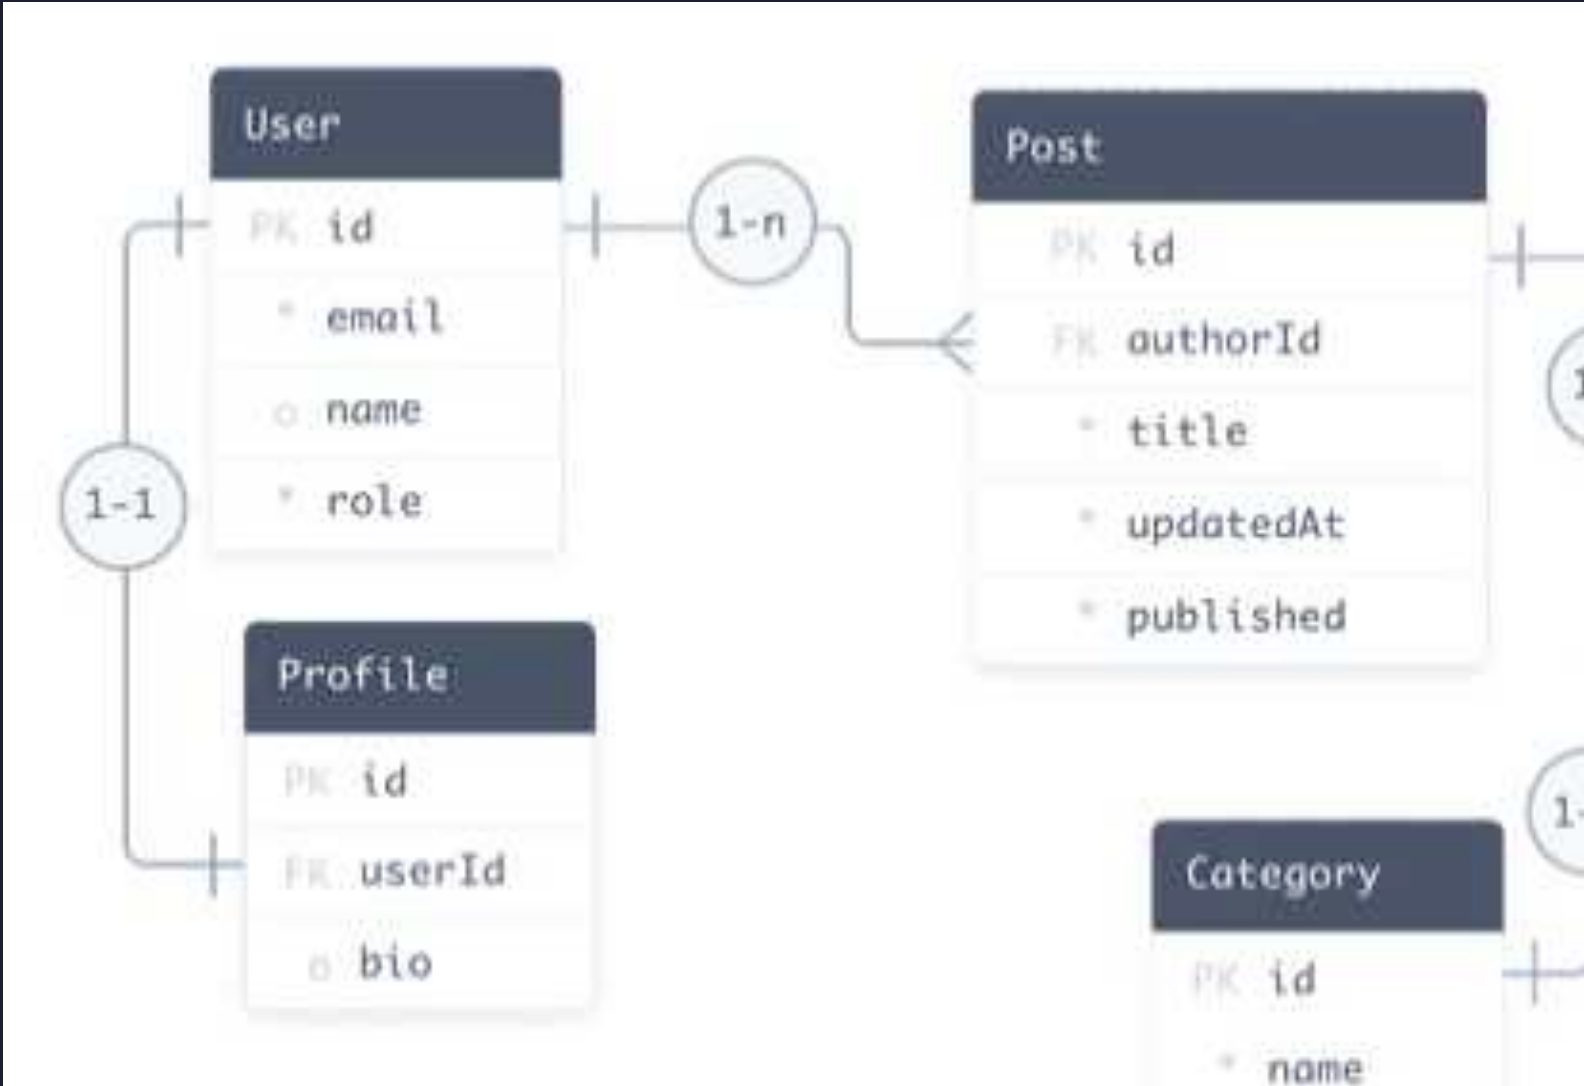 User
PK id
* email
o name
* role
1-n
1-1
Post
PK id
FK authorId
* title
* updatedAt
* published
Profile
PK id
FK userId
o bio
1-
Category
PK id
* name